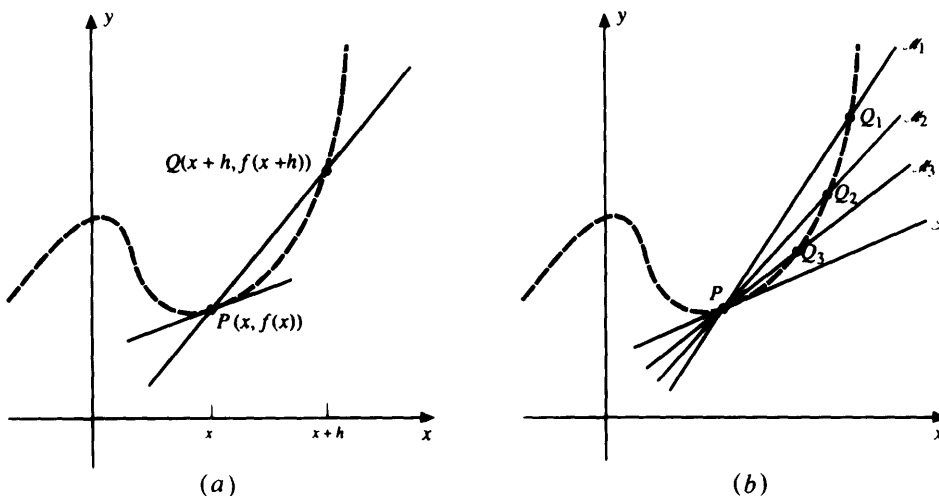 y
Q(x + h, f(x + h))
P(x, f(x))
x
x + h
x
(a)
y
Q₁
Q₂
Q₃
P
(b)